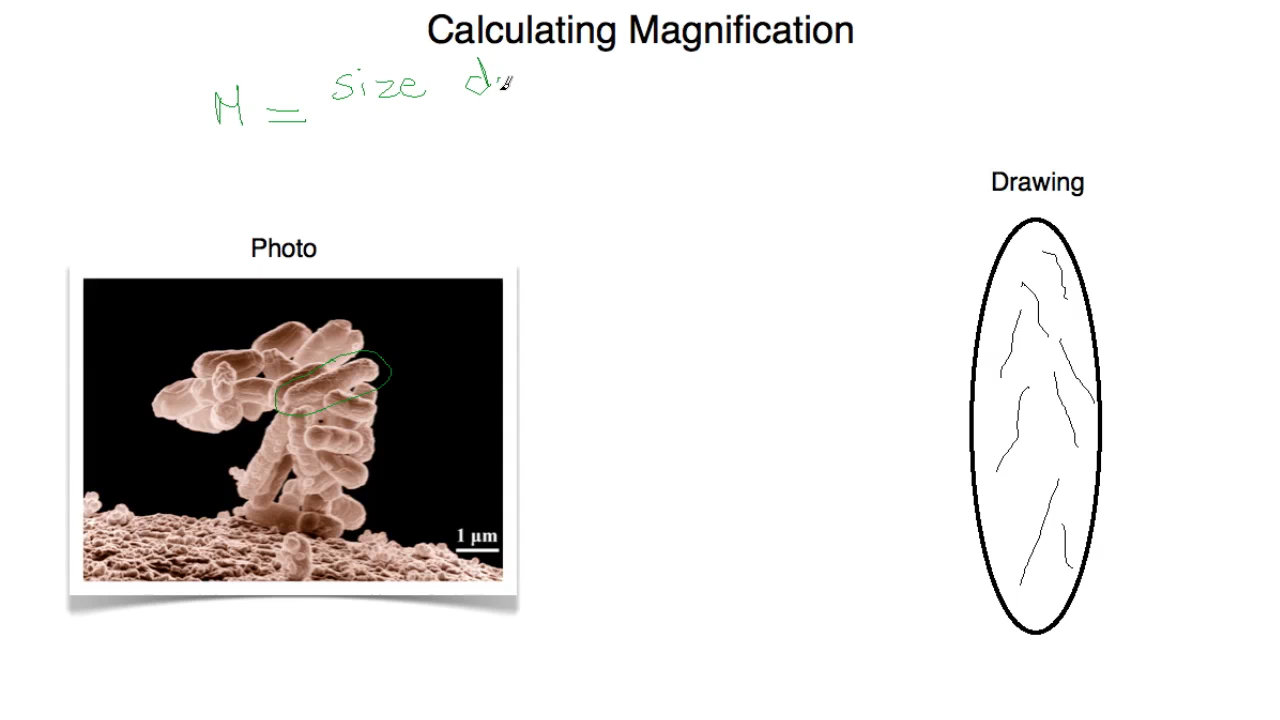 Calculating Magnification
M = size
Drawing
Photo
1 µm